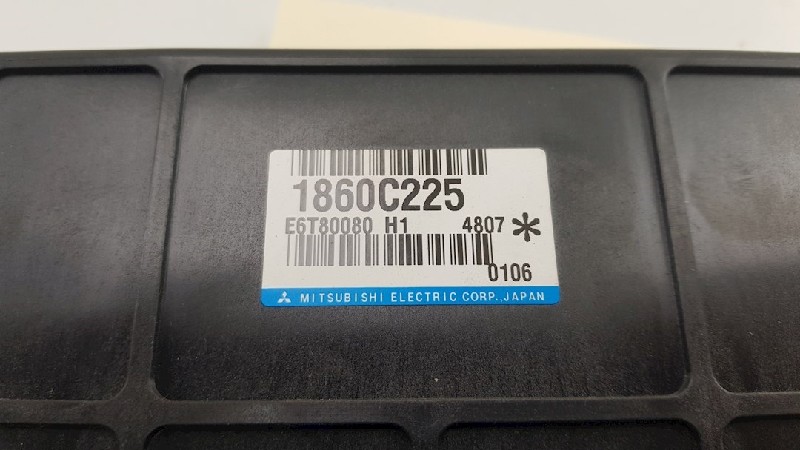 1860C225
E6T80080 H1 4807 *
0106
MITSUBISHI ELECTRIC CORP., JAPAN